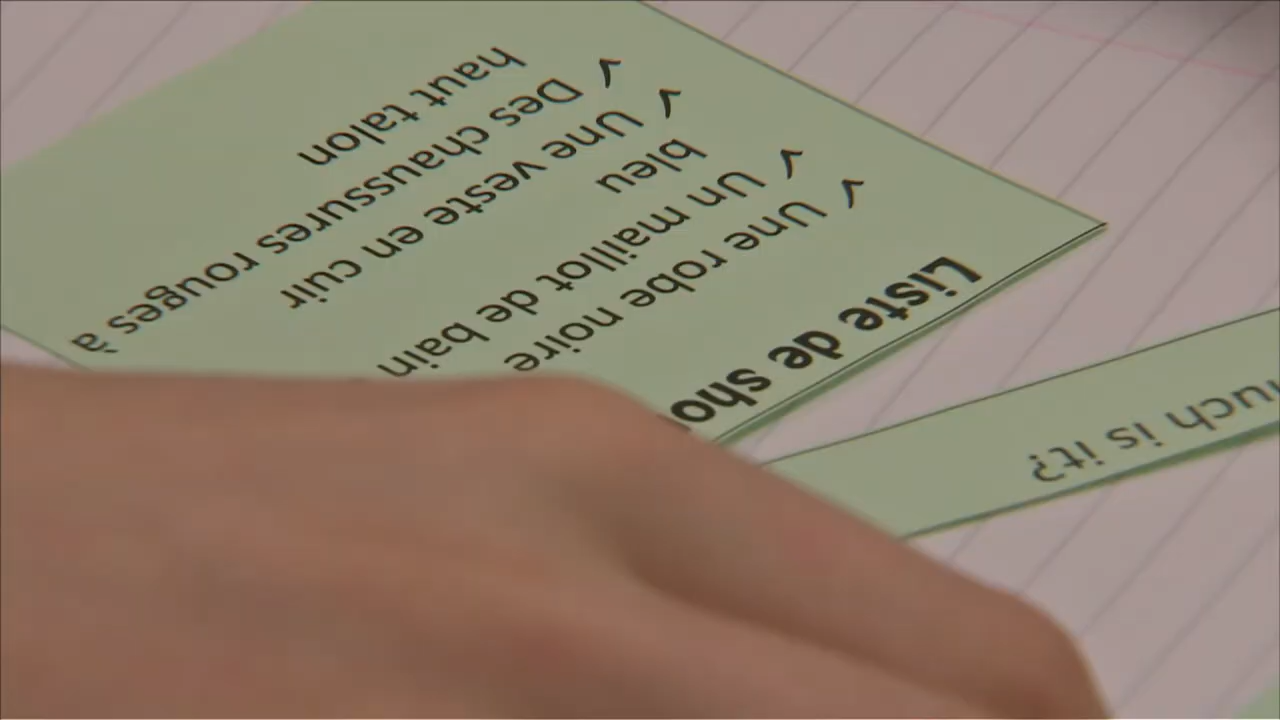 Liste de sho
✓ Une robe noire
✓ Un maillot de bain
bleu
✓ Une veste en cuir
✓ Des chaussures rouges à
haut talon
uch is it?